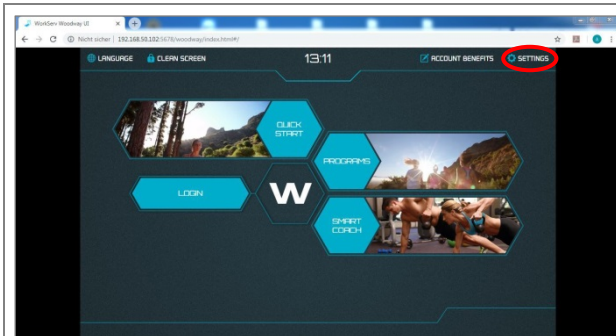 WorkServ Woodway UI
Nicht sicher | 192.168.50.102:5678/woodway/index.html#/
LANGUAGE CLEAN SCREEN 13:11 ACCOUNT BENEFITS SETTINGS
QUICK
START
PROGRAMS
LOGIN
W
SMART
COACH